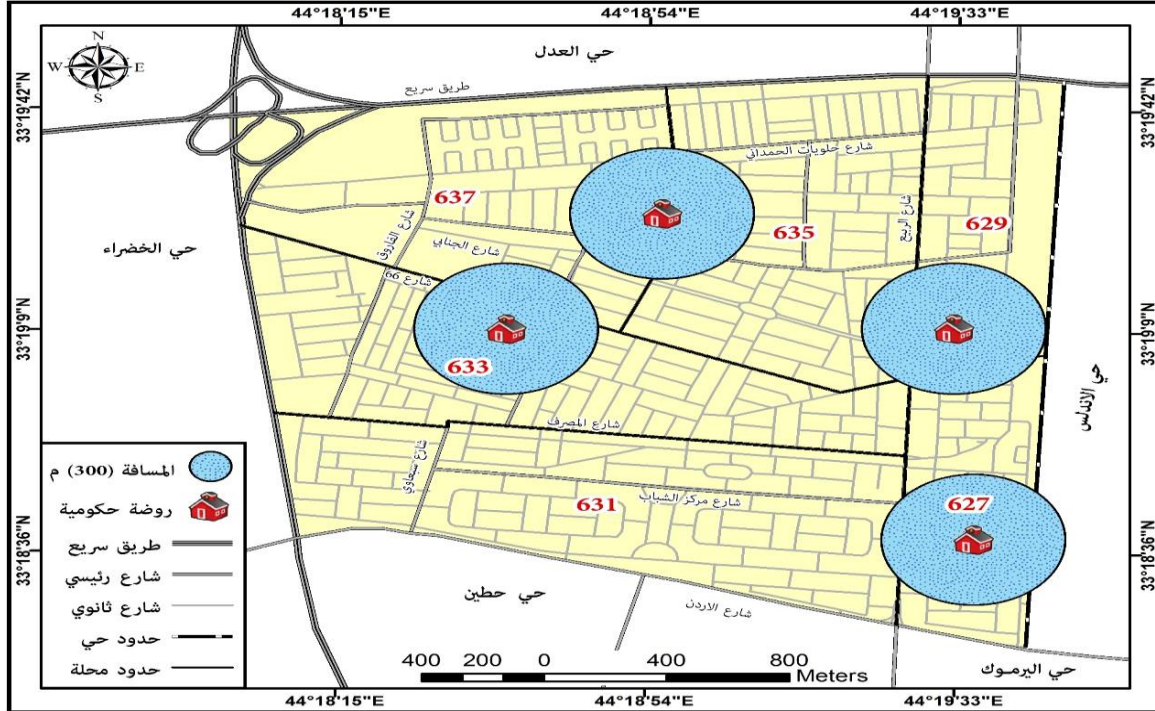 44°18'15"E 44°18'54"E 44°19'33"E
N
W E
S
حي العدل
طريق سريع
33°19'42"N 33°19'42"N
شارع حلويات الحمداني
637
635
629
شارع الفاروق
شارع الجنابي
شارع الربيع
حي الخضراء
شارع 66
33°19'9"N 33°19'9"N
633
حي الاندلس
شارع المصرف
شارع سعاوي
شارع مركز الشباب
631
627
33°18'36"N 33°18'36"N
المسافة (300) م
روضة حكومية
طريق سريع
شارع رئيسي
شارع ثانوي
حدود حي
حدود محلة
حي حطين
شارع الاردن
حي اليرموك
400 200 0 400 800
Meters
44°18'15"E 44°18'54"E 44°19'33"E